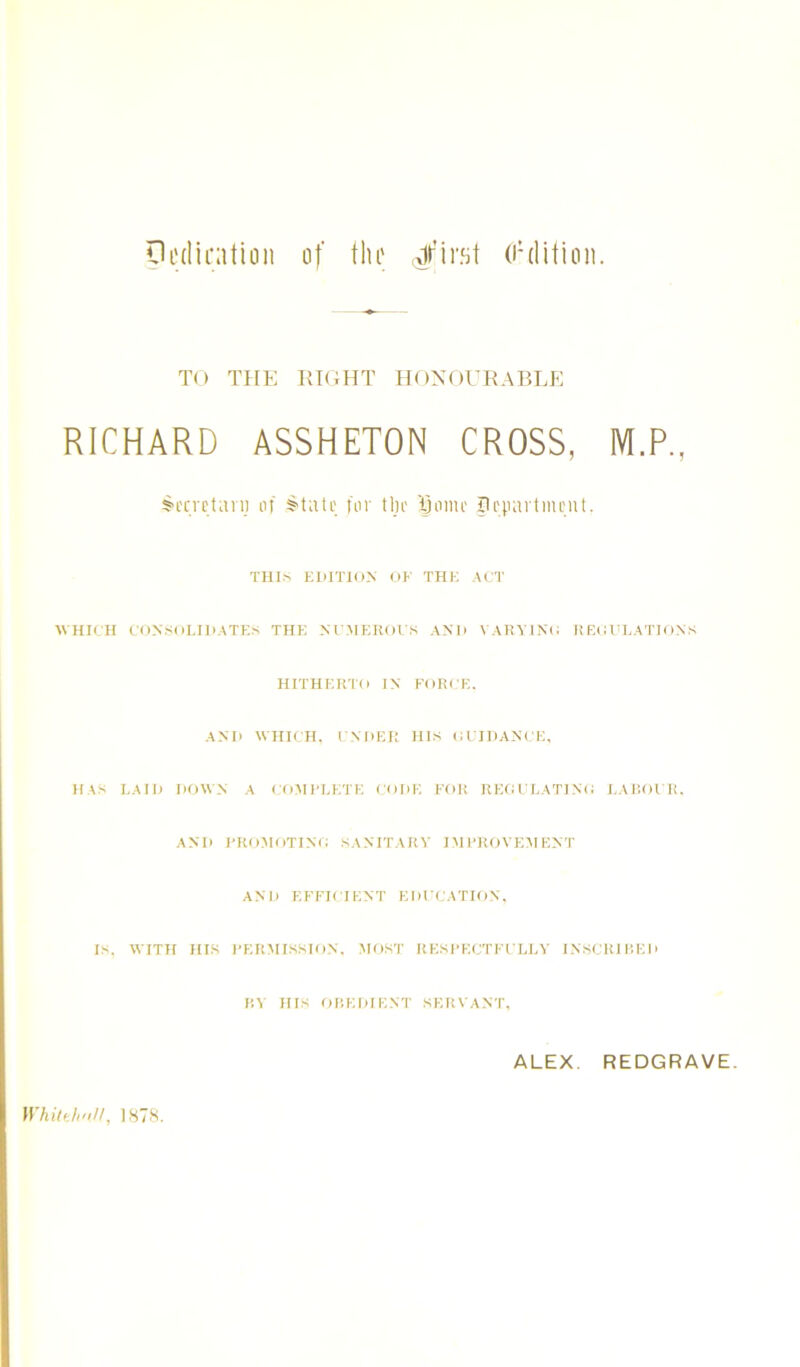 Dedication of the First Edition.
TO THE RIGHT HONOURABLE
RICHARD ASSHETON CROSS, M.P.,
Secretary of State for the Home Department.
THIS EDITION OF THE ACT
WHICH CONSOLIDATES THE NUMEROUS AND VARYING REGULATIONS
HITHERTO IN FORCE,
AND WHICH, UNDER HIS GUIDANCE,
HAS LAID DOWN A COMPLETE CODE FOR REGULATING LABOUR,
AND PROMOTING SANITARY IMPROVEMENT
AND EFFICIENT EDUCATION,
IS, WITH HIS PERMISSION, MOST RESPECTFULLY INSCRIBED
BY HIS OBEDIENT SERVANT,
ALEX. REDGRAVE.
Whitehall, 1878.